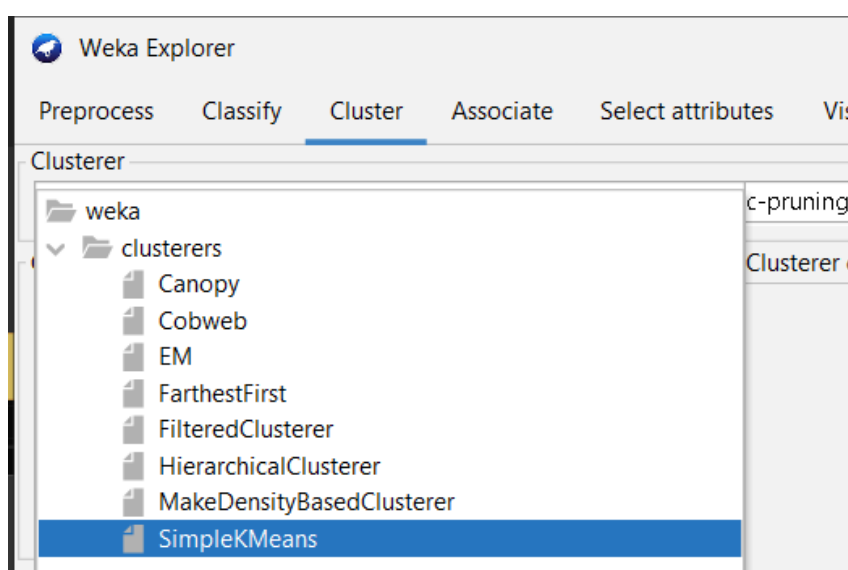 Weka Explorer
Preprocess Classify Cluster Associate Select attributes
Clusterer
c-pruning
weka
clusterers
Clusterer
Canopy
Cobweb
EM
FarthestFirst
FilteredClusterer
HierarchicalClusterer
MakeDensityBasedClusterer
SimpleKMeans